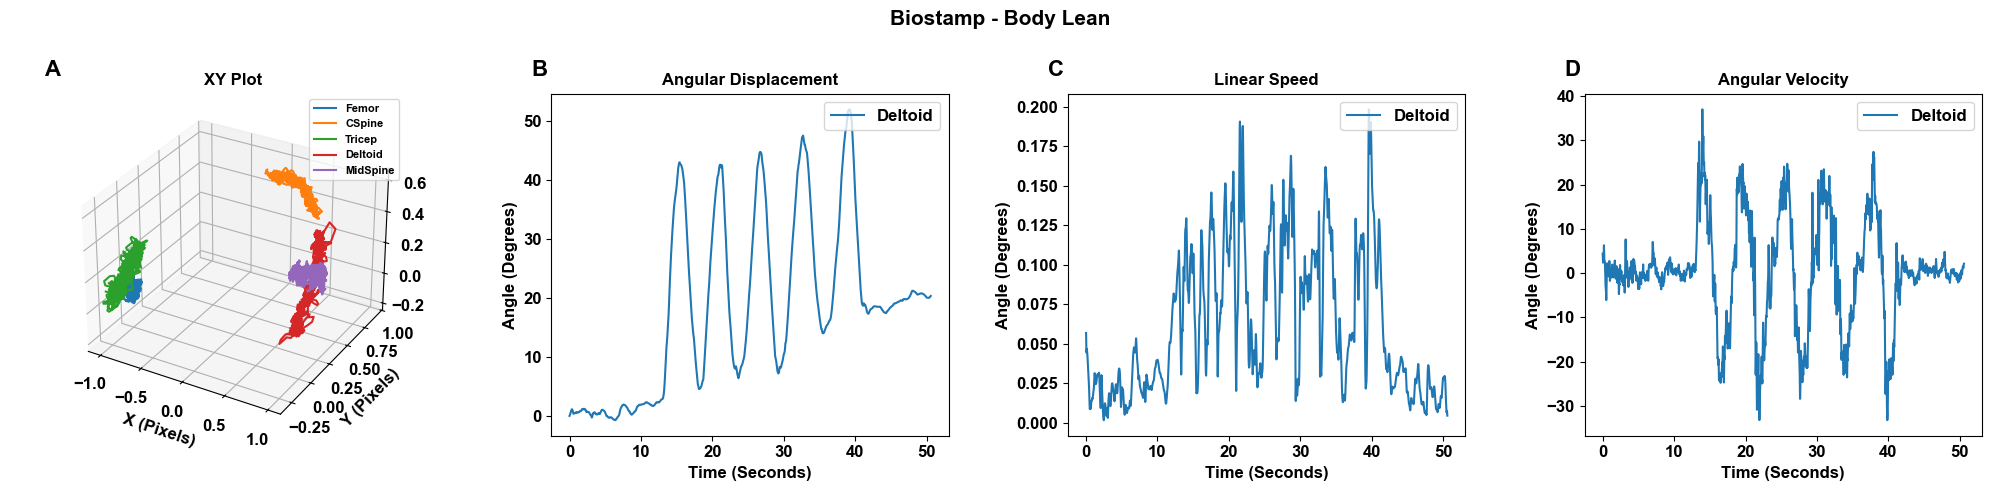 Biostamp - Body Lean
A
XY Plot
Femor
CSpine
Tricep
Deltoid
MidSpine
0.6
0.4
0.2
0.0
−0.2
1.00
0.75
0.50
0.25
0.00
−0.25
Y (Pixels)
−1.0
−0.5
0.0
0.5
1.0
X (Pixels)
B
Angular Displacement
Deltoid
50
40
30
20
10
0
Angle (Degrees)
0 10 20 30 40 50
Time (Seconds)
C
Linear Speed
Deltoid
0.200
0.175
0.150
0.125
0.100
0.075
0.050
0.025
0.000
Angle (Degrees)
0 10 20 30 40 50
Time (Seconds)
D
Angular Velocity
Deltoid
40
30
20
10
0
−10
−20
−30
Angle (Degrees)
0 10 20 30 40 50
Time (Seconds)